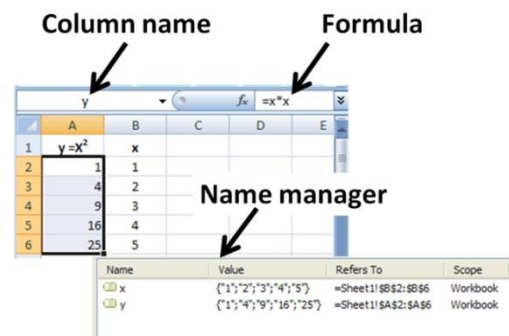 Column name
Formula
y
fx =x*x
A B C D E
1 y =X² x
2 1 1
3 4 2
4 9 3
5 16 4
6 25 5
Name manager
Name Value Refers To Scope
x {"1";"2";"3";"4";"5"} =Sheet1!$B$2:$B$6 Workbook
y {"1";"4";"9";"16";"25"} =Sheet1!$A$2:$A$6 Workbook